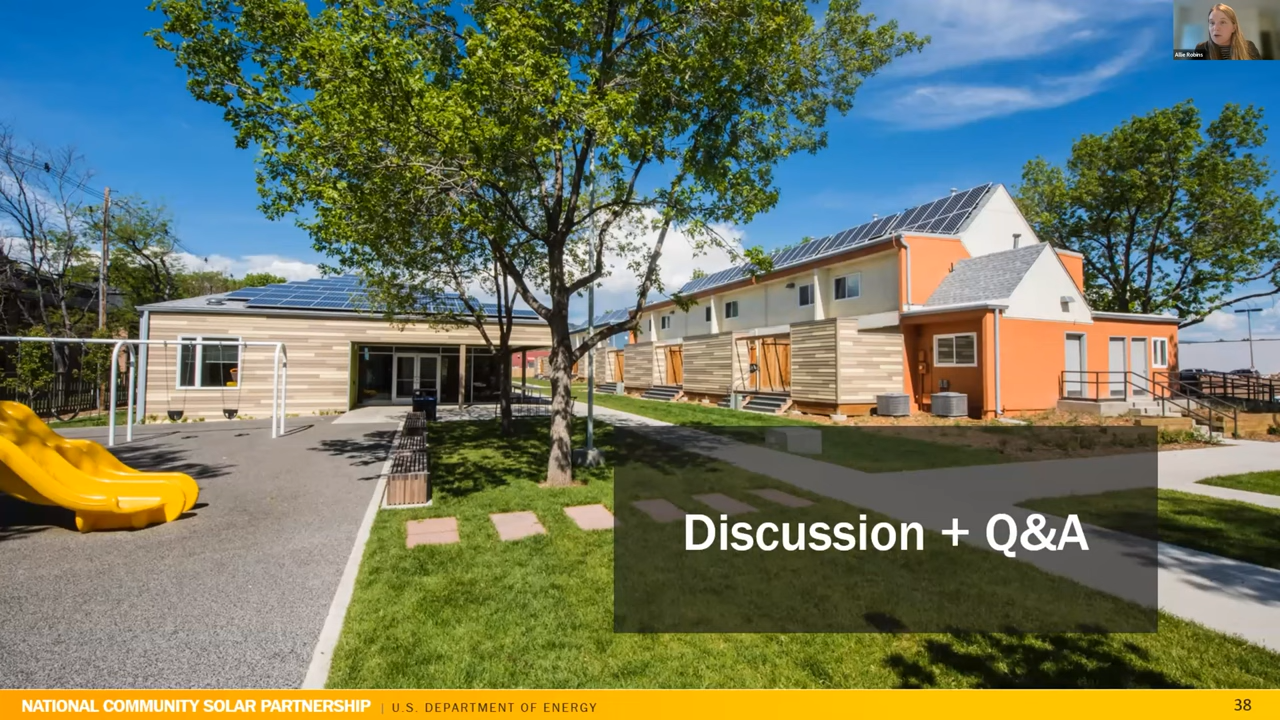 Allie Robins
Discussion + Q&A
NATIONAL COMMUNITY SOLAR PARTNERSHIP | U.S. DEPARTMENT OF ENERGY
38